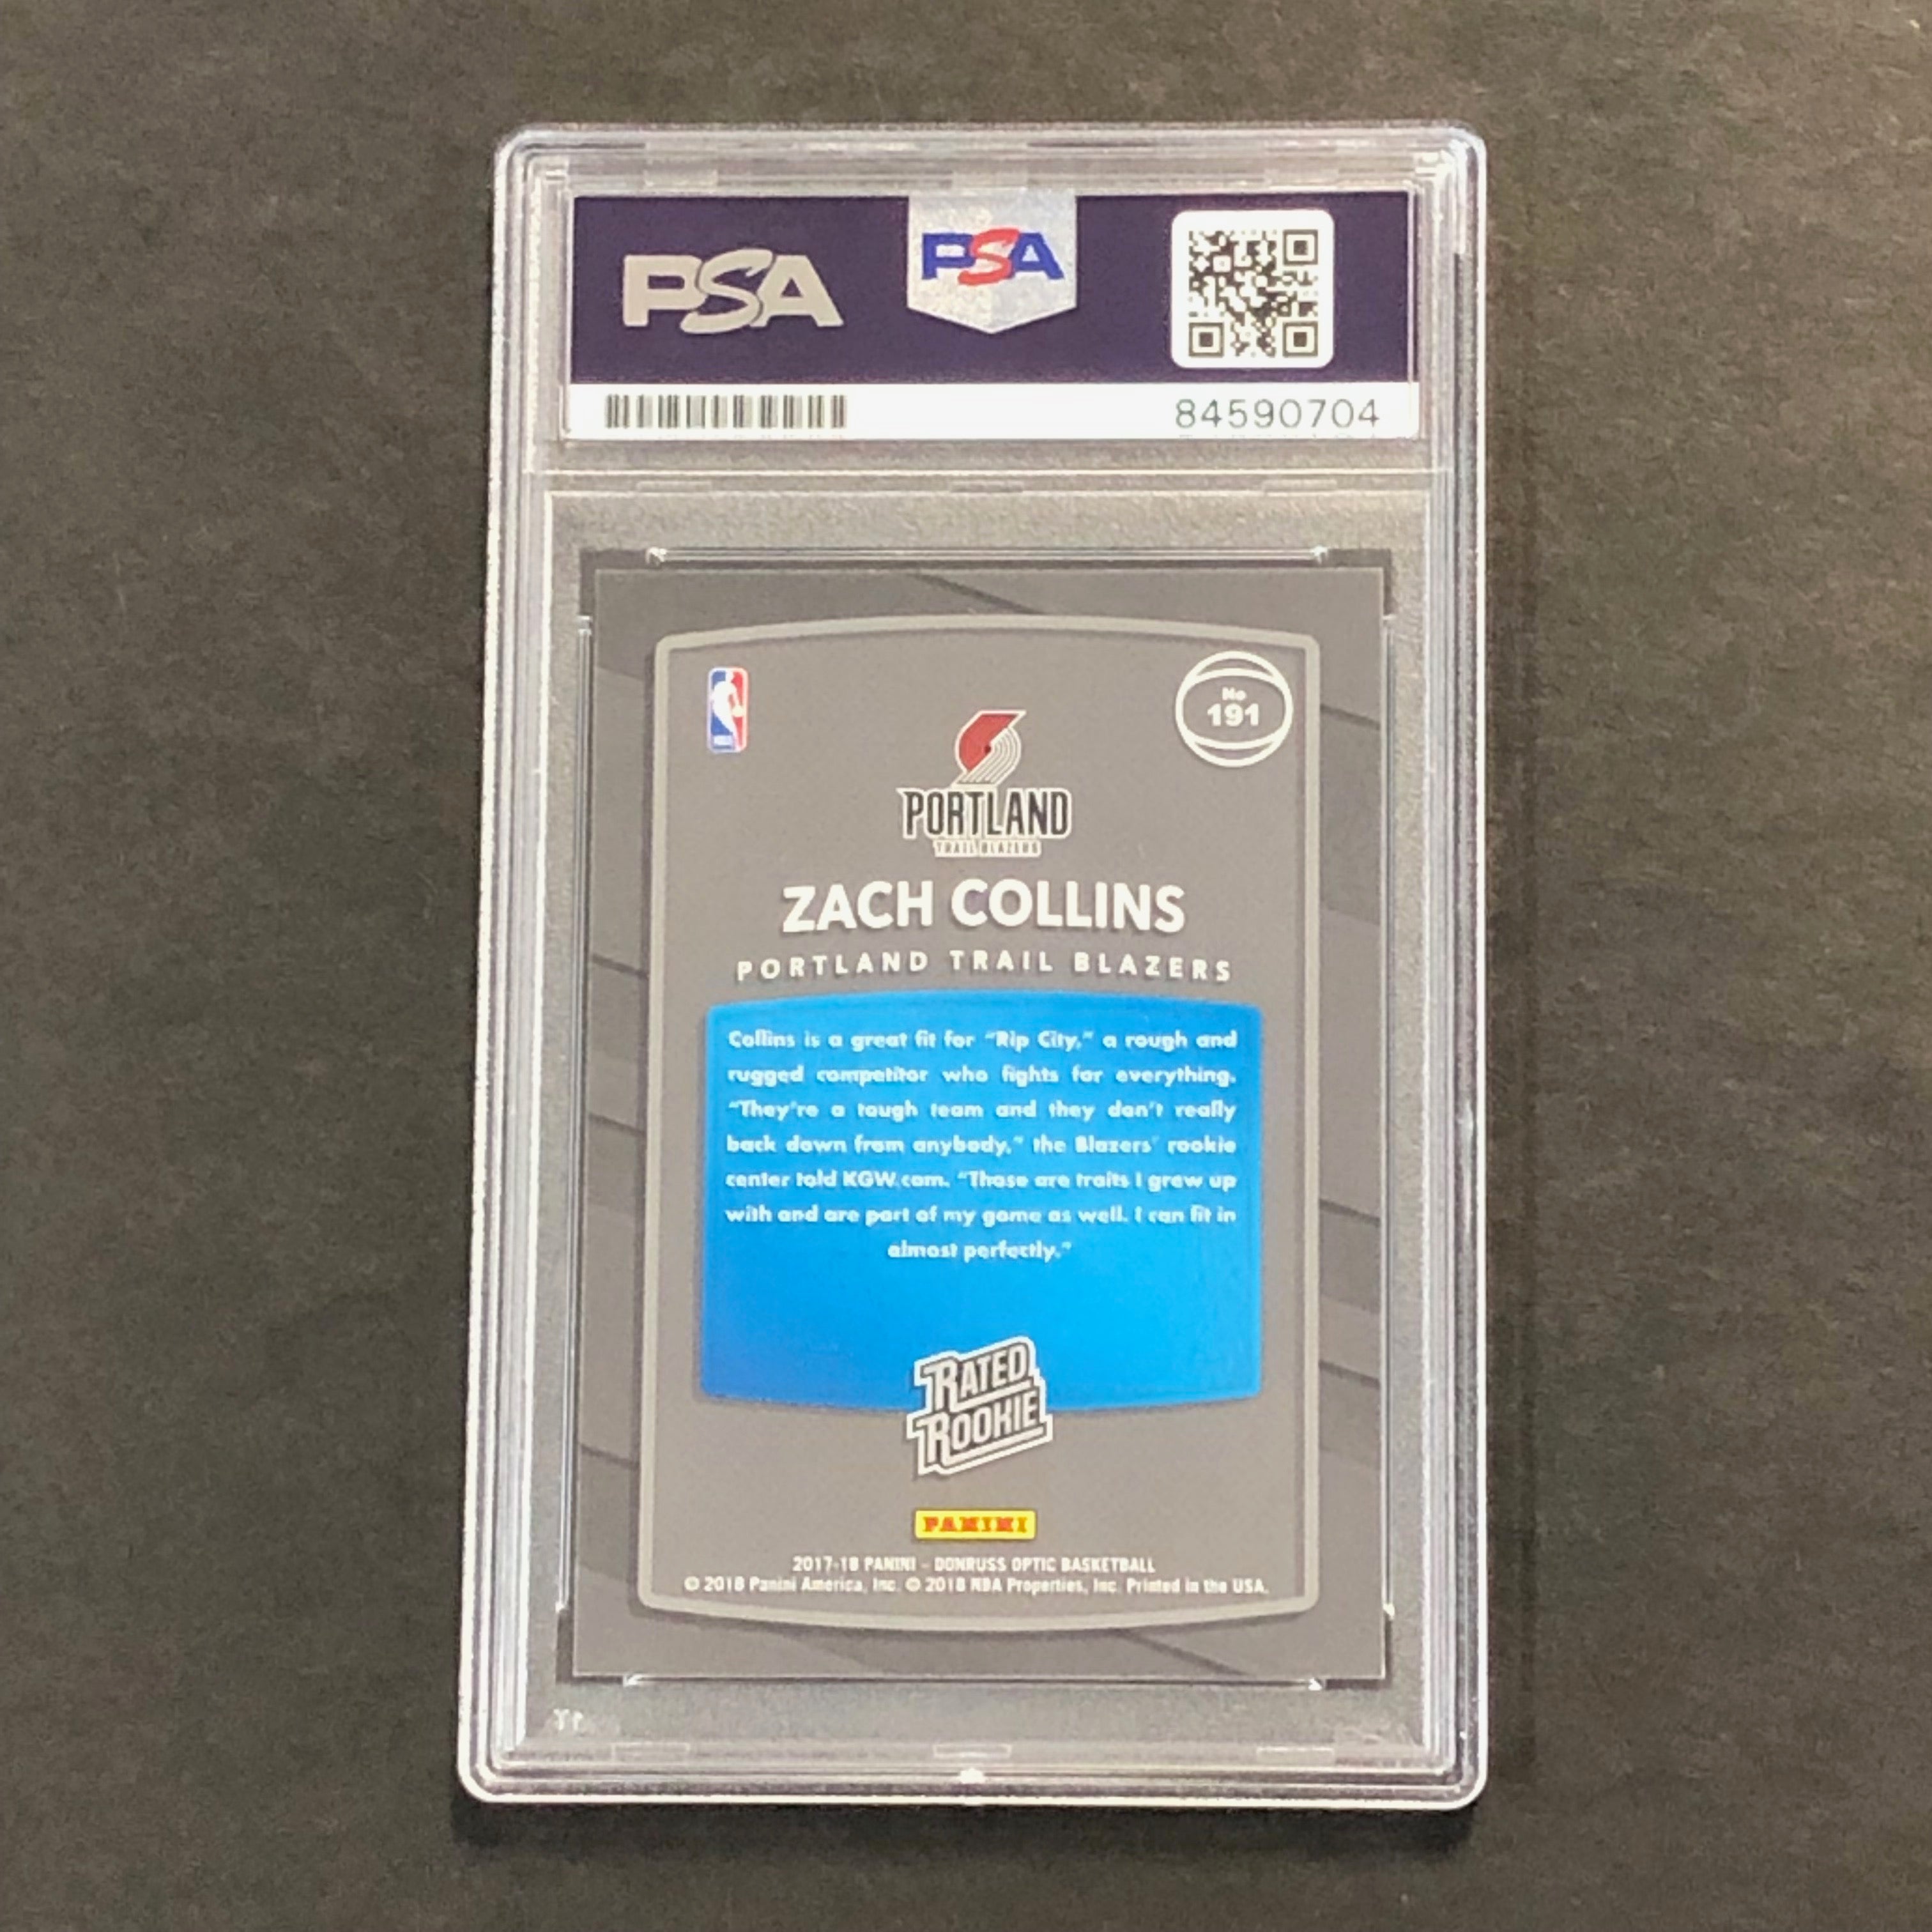 PSA
PSA
84590704
No
191
PORTLAND
TRAIL BLAZERS
ZACH COLLINS
PORTLAND TRAIL BLAZERS
Collins is a great fit for "Rip City," a rough and
rugged competitor who fights for everything.
"They're a tough team and they don't really
back down from anybody," the Blazers' rookie
center told KGW.com. "Those are traits I grew up
with and are part of my game as well. I can fit in
almost perfectly."
RATED
ROOKIE
PANINI
2017-18 PANINI - DONRUSS OPTIC BASKETBALL
© 2018 Panini America, Inc. © 2018 NBA Properties, Inc. Printed in the USA.